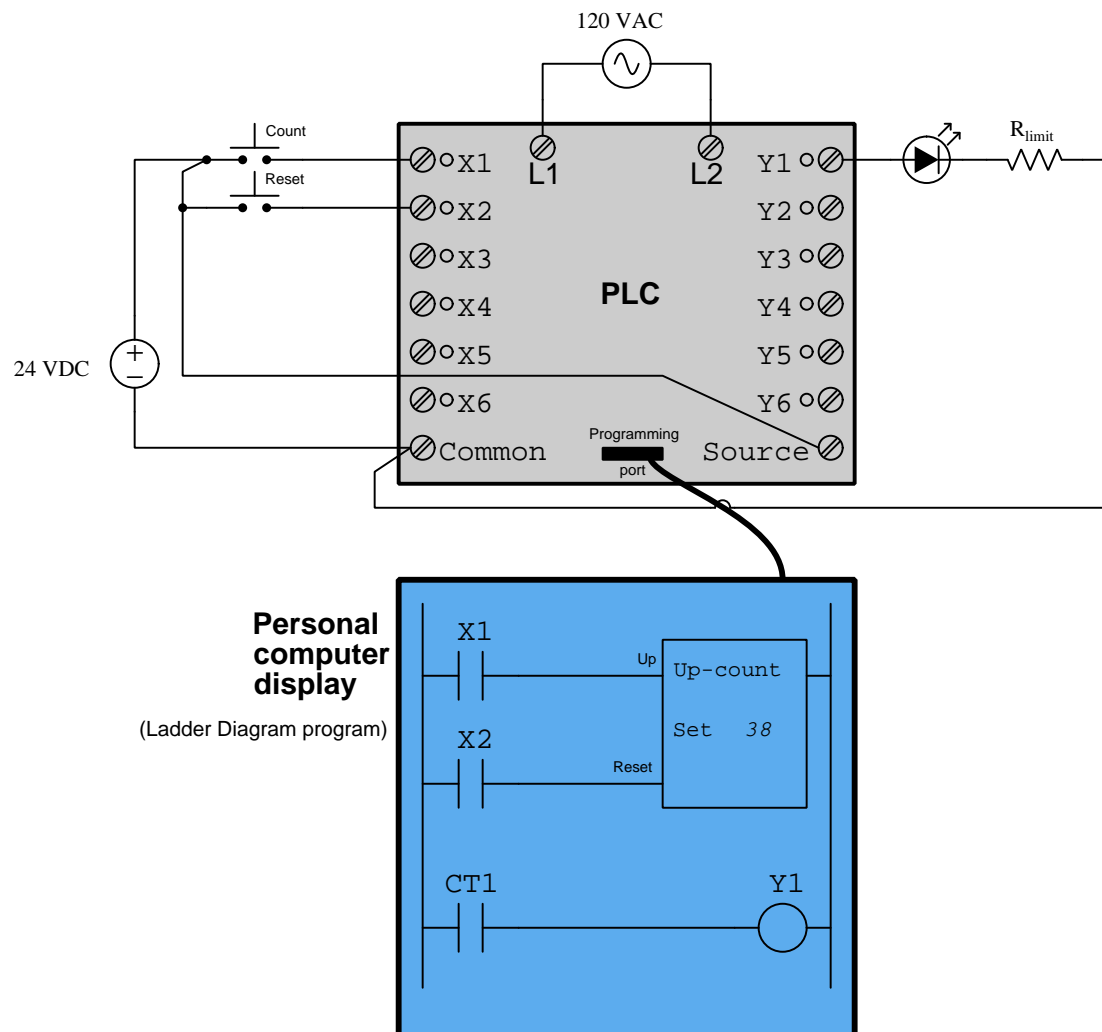 120 VAC
Count
Reset
24 VDC
X1
X2
X3
X4
X5
X6
Common
L1
L2
PLC
Programming
port
Y1
Y2
Y3
Y4
Y5
Y6
Source
Rlimit
Personal
computer
display
(Ladder Diagram program)
X1
Up
Up-count
Set 38
X2
Reset
CT1
Y1